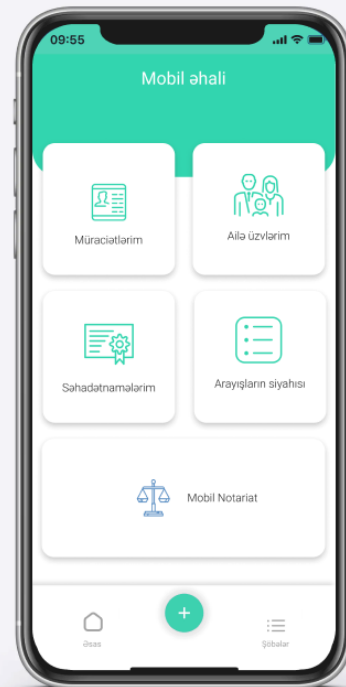 09:55
Mobil əhali
Müraciətlərim
Ailə üzvlərim
Şəhadətnamələrim
Arayışların siyahısı
Mobil Notariat
Əsas
Şöbələr